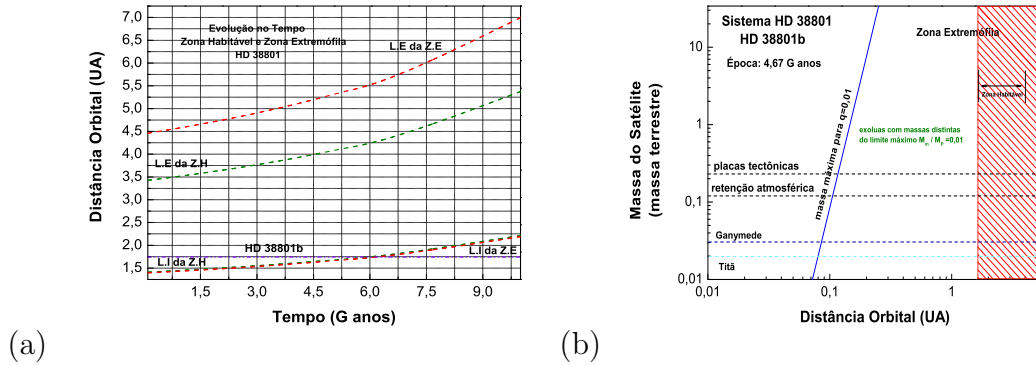 Evolução no Tempo
Zona Habitável e Zona Extremófila
HD 38801
L.E da Z.E
L.E da Z.H
HD 38801b
L.I da Z.H
L.I da Z.E
Distância Orbital (UA)
7,0
6,5
6,0
5,5
5,0
4,5
4,0
3,5
3,0
2,5
2,0
1,5
1,5 3,0 4,5 6,0 7,5 9,0
Tempo (G anos)
(a)
Sistema HD 38801
HD 38801b
Época: 4,67 G anos
Zona Extremófila
Zona Habitável
massa máxima para q=0,01
exoluas com massas distintas
do limite máximo Mm / MP =0,01
placas tectônicas
retenção atmosférica
Ganymede
Titã
Massa do Satélite
(massa terrestre)
10
1
0,1
0,01
0,01 0,1 1
Distância Orbital (UA)
(b)